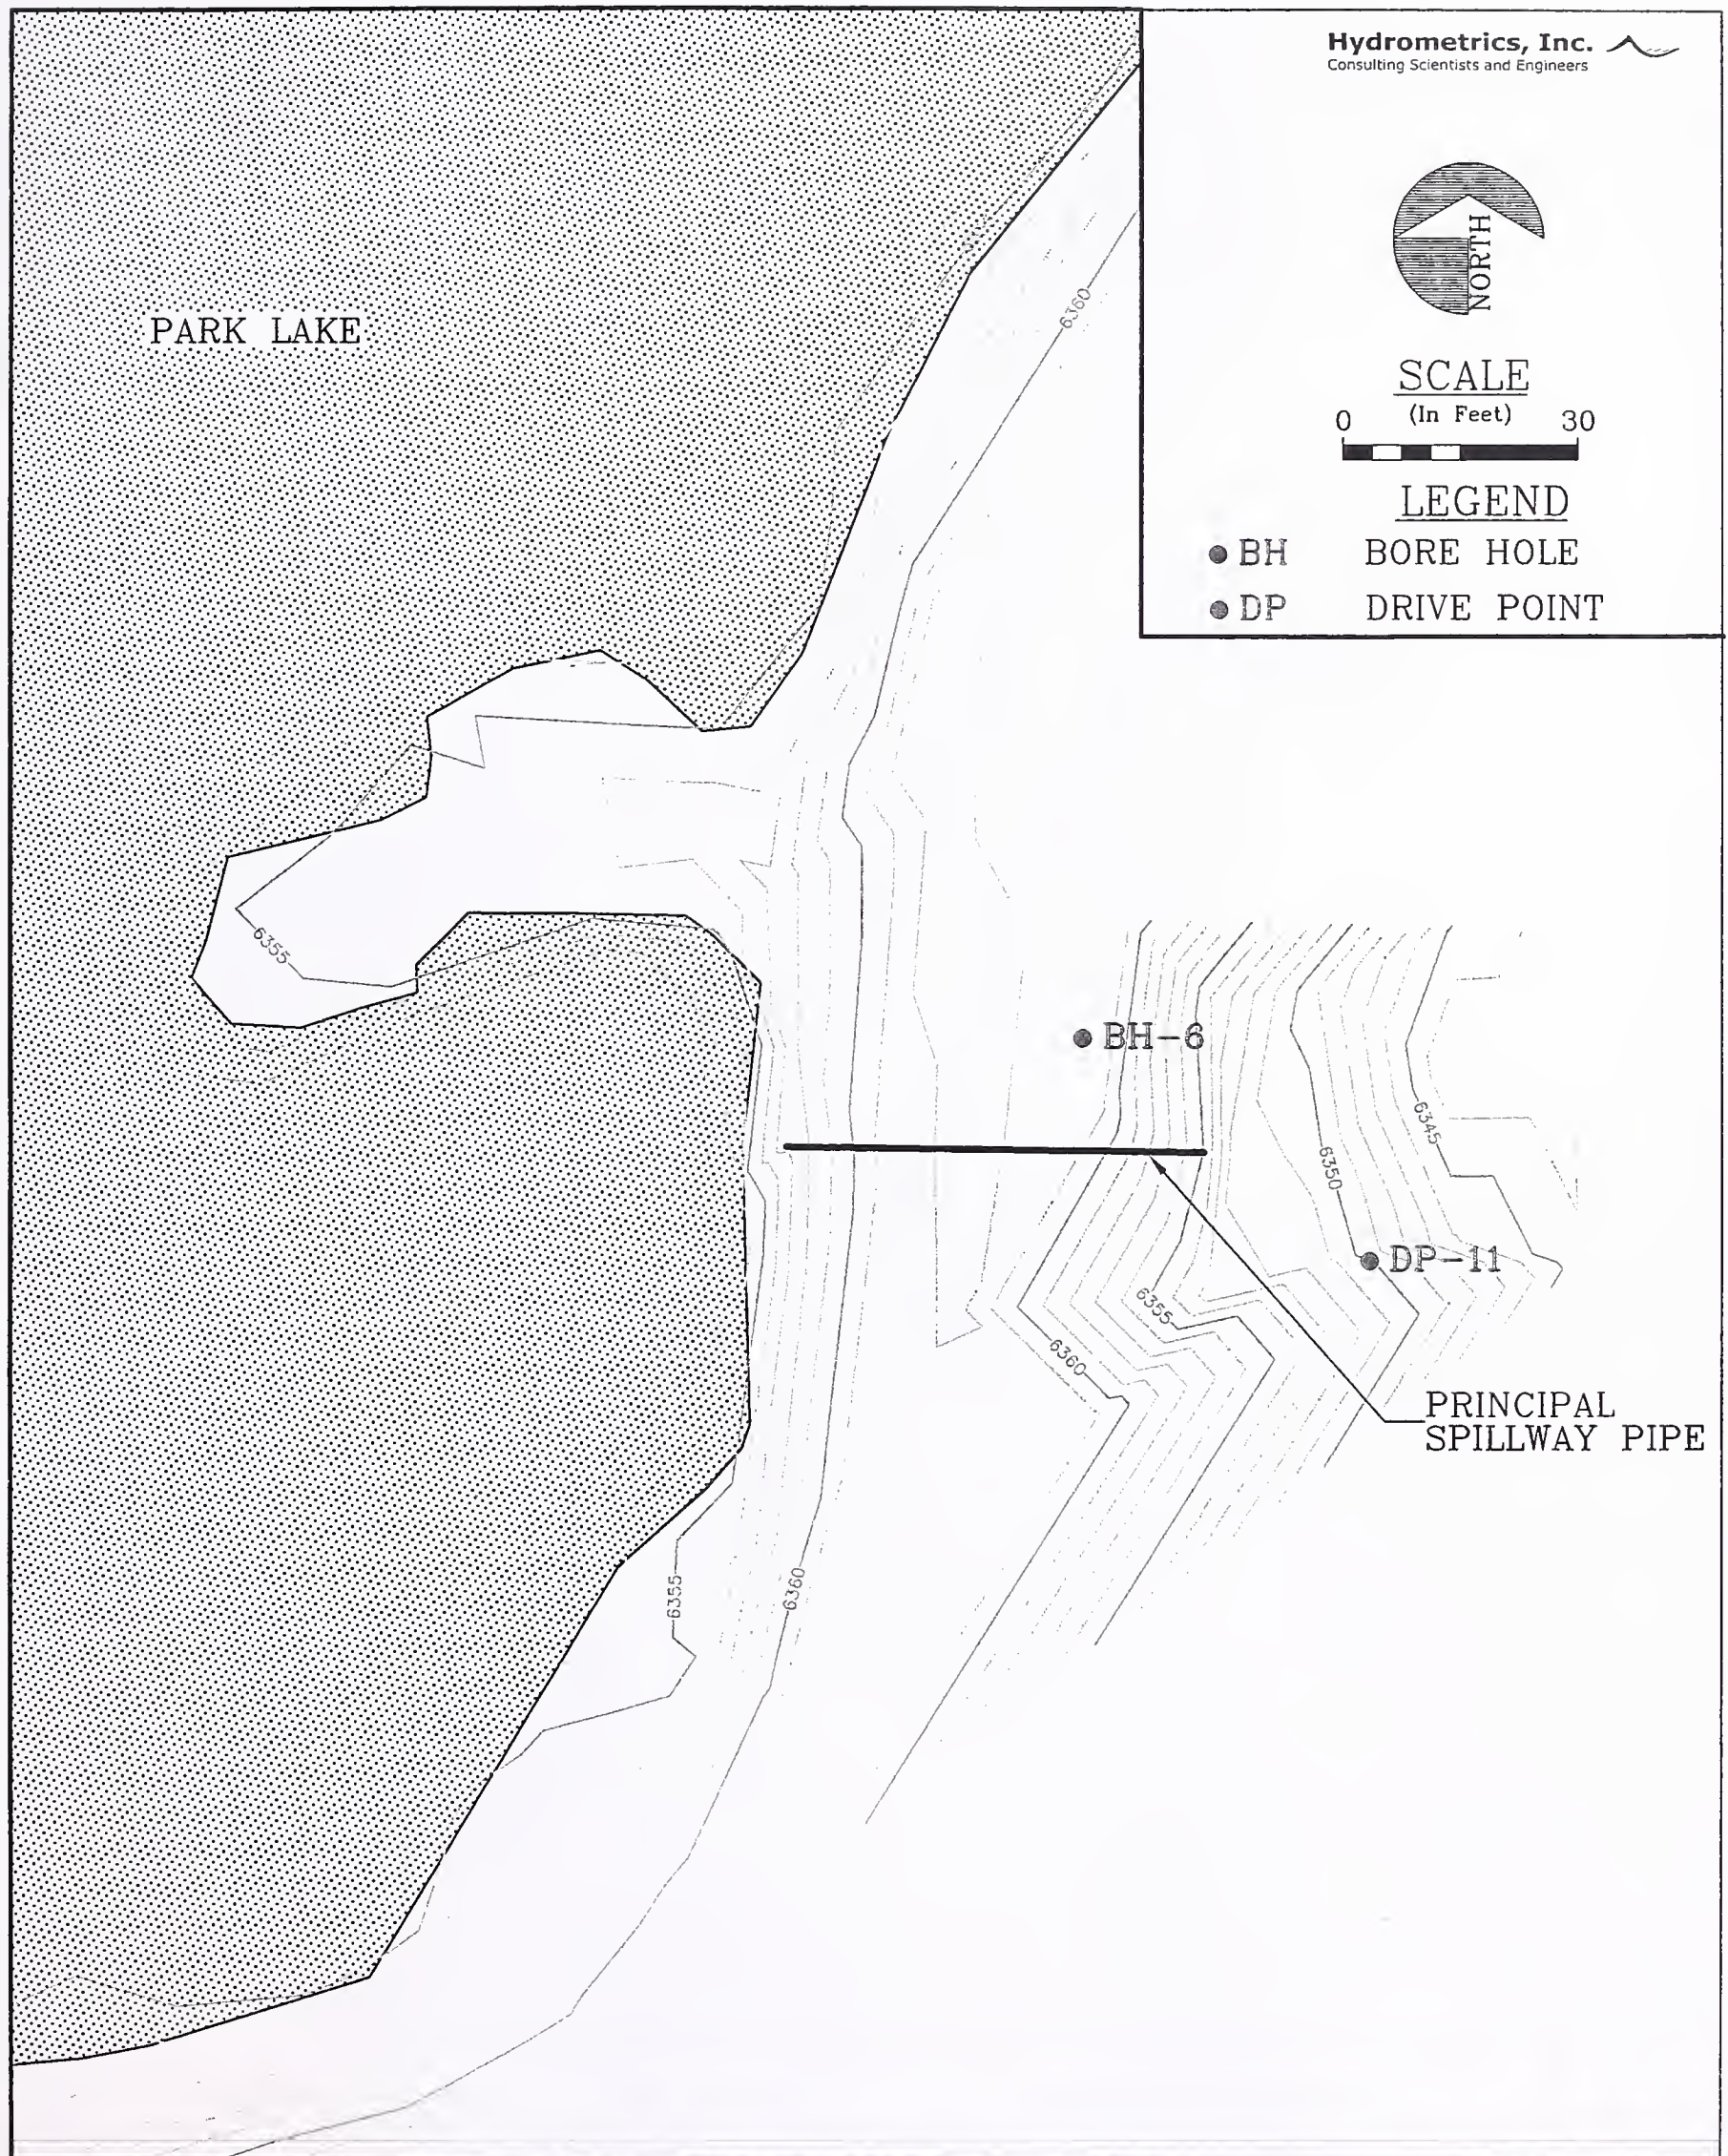 Hydrometrics, Inc.
Consulting Scientists and Engineers
NORTH
SCALE
(In Feet)
0 30
LEGEND
BH BORE HOLE
DP DRIVE POINT
PARK LAKE
6360
6355
BH-6
6345
6350
DP-11
6355
6360
PRINCIPAL
SPILLWAY PIPE
6355
6360